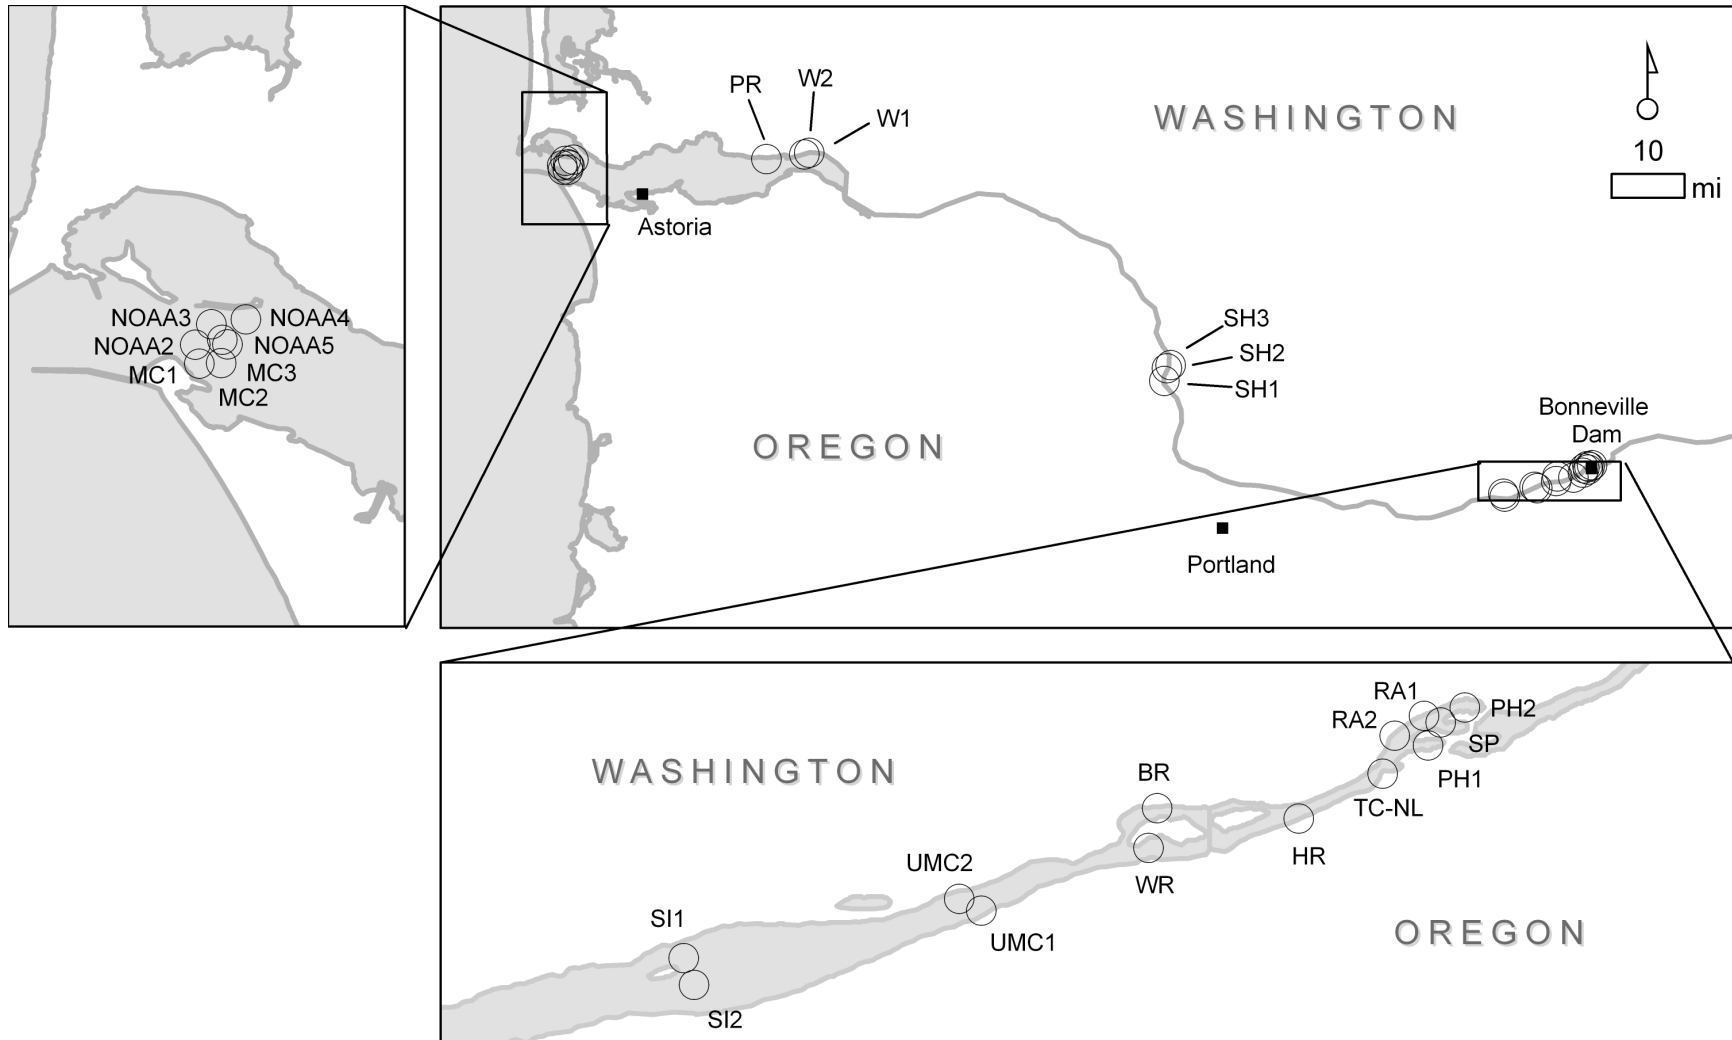 PR
W2
W1
WASHINGTON
10
mi
Astoria
NOAA3
NOAA4
NOAA2
NOAA5
MC1
MC3
MC2
SH3
SH2
SH1
OREGON
Bonneville
Dam
Portland
WASHINGTON
RA1
RA2
PH2
SP
PH1
BR
TC-NL
HR
UMC2
WR
SI1
UMC1
OREGON
SI2